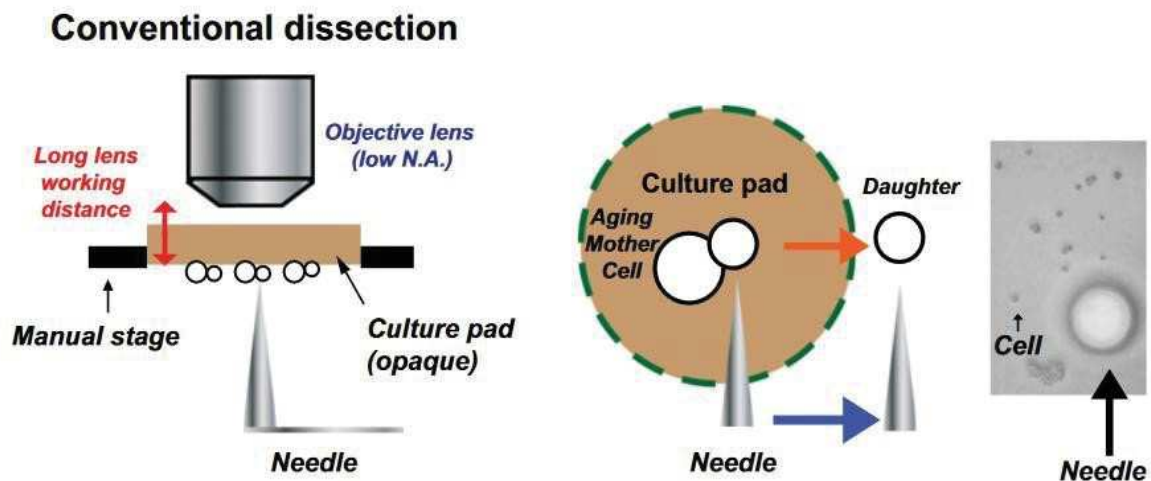 Conventional dissection
Long lens
working
distance
Objective lens
(low N.A.)
Manual stage
Culture pad
(opaque)
Needle
Culture pad
Aging
Mother
Cell
Daughter
Needle
Cell
Needle